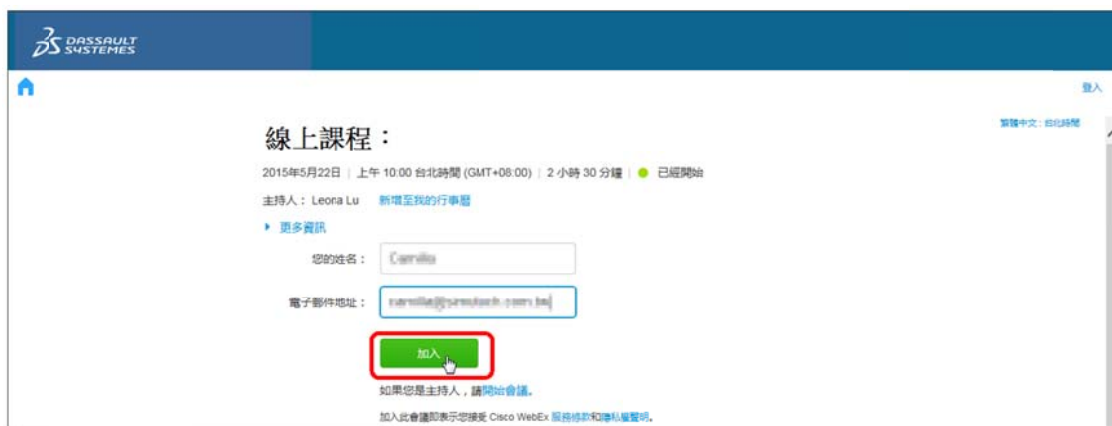 DASSAULT
SYSTEMES
登入
繁體中文 : 台北時間
線上課程：
2015年5月22日 | 上午 10:00 台北時間 (GMT+08:00) | 2 小時 30 分鐘 | 已經開始
主持人： Leona Lu 新增至我的行事曆
更多資訊
您的姓名：
電子郵件地址：
加入
如果您是主持人，請開始會議。
加入此會議即表示您接受 Cisco WebEx 服務條款和隱私權聲明。